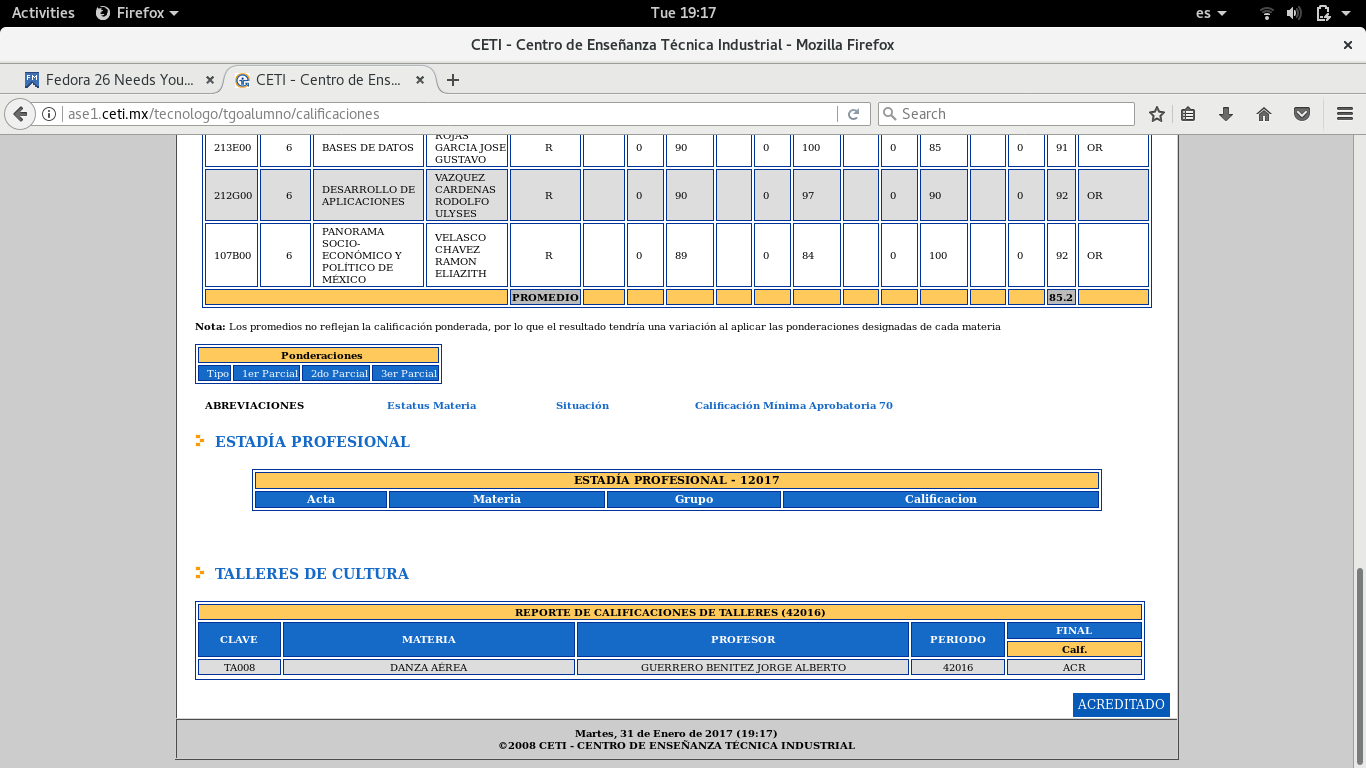 Activities Firefox Tue 19:17 es
CETI - Centro de Enseñanza Técnica Industrial - Mozilla Firefox
Fedora 26 Needs You... CETI - Centro de Ens...
ase1.ceti.mx/tecnologo/tgoalumno/calificaciones Search
213E00 6 BASES DE DATOS ROJAS GARCIA JOSE GUSTAVO R 0 90 0 100 0 85 0 91 OR
212G00 6 DESARROLLO DE APLICACIONES VAZQUEZ CARDENAS RODOLFO ULYSES R 0 90 0 97 0 90 0 92 OR
107B00 6 PANORAMA SOCIO-ECONÓMICO Y POLÍTICO DE MÉXICO VELASCO CHAVEZ RAMON ELIAZITH R 0 89 0 84 0 100 0 92 OR
PROMEDIO 85.2
Nota: Los promedios no reflejan la calificación ponderada, por lo que el resultado tendría una variación al aplicar las ponderaciones designadas de cada materia
Ponderaciones
Tipo 1er Parcial 2do Parcial 3er Parcial
ABREVIACIONES Estatus Materia Situación Calificación Mínima Aprobatoria 70
ESTADÍA PROFESIONAL
ESTADÍA PROFESIONAL - 12017
Acta Materia Grupo Calificacion
TALLERES DE CULTURA
REPORTE DE CALIFICACIONES DE TALLERES (42016)
CLAVE MATERIA PROFESOR PERIODO FINAL
Calf.
TA008 DANZA AÉREA GUERRERO BENITEZ JORGE ALBERTO 42016 ACR
ACREDITADO
Martes, 31 de Enero de 2017 (19:17)
©2008 CETI - CENTRO DE ENSEÑANZA TÉCNICA INDUSTRIAL